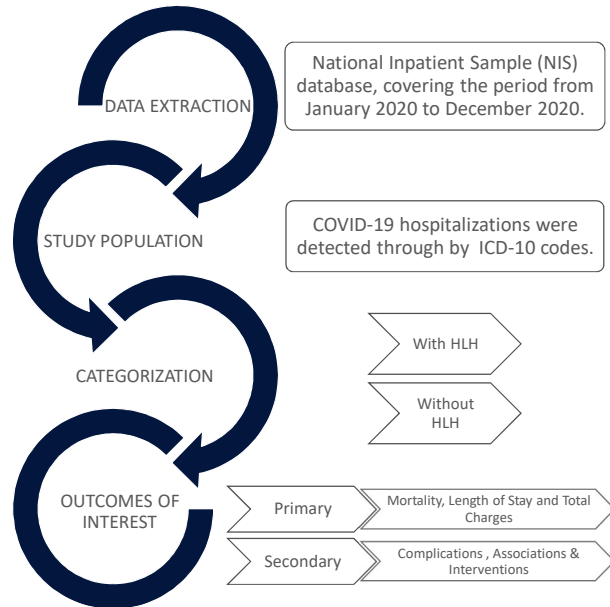 DATA EXTRACTION
National Inpatient Sample (NIS)
database, covering the period from
January 2020 to December 2020.
STUDY POPULATION
COVID-19 hospitalizations were
detected through by ICD-10 codes.
CATEGORIZATION
With HLH
Without
HLH
OUTCOMES OF
INTEREST
Primary
Mortality, Length of Stay and Total
Charges
Secondary
Complications , Associations &
Interventions